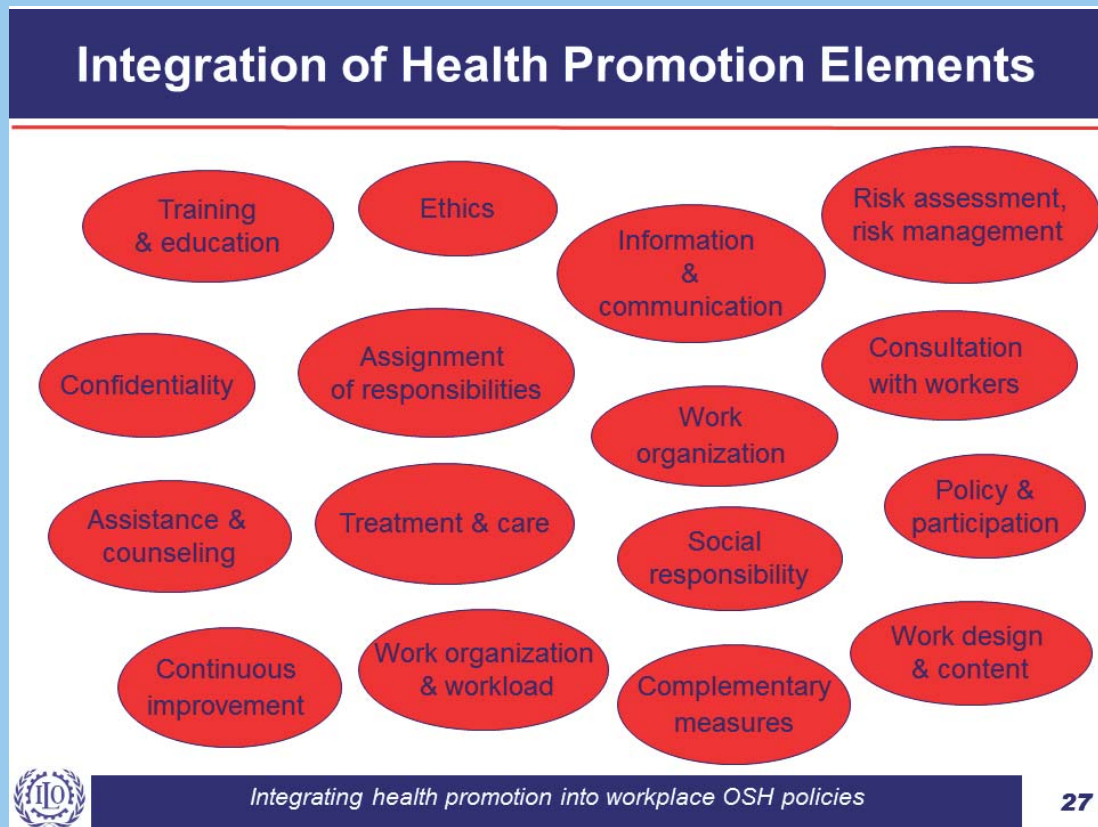 Integration of Health Promotion Elements
Training
& education
Ethics
Information
&
communication
Risk assessment,
risk management
Confidentiality
Assignment
of responsibilities
Work
organization
Consultation
with workers
Assistance &
counseling
Treatment & care
Social
responsibility
Policy &
participation
Continuous
improvement
Work organization
& workload
Complementary
measures
Work design
& content
ILO
Integrating health promotion into workplace OSH policies
27